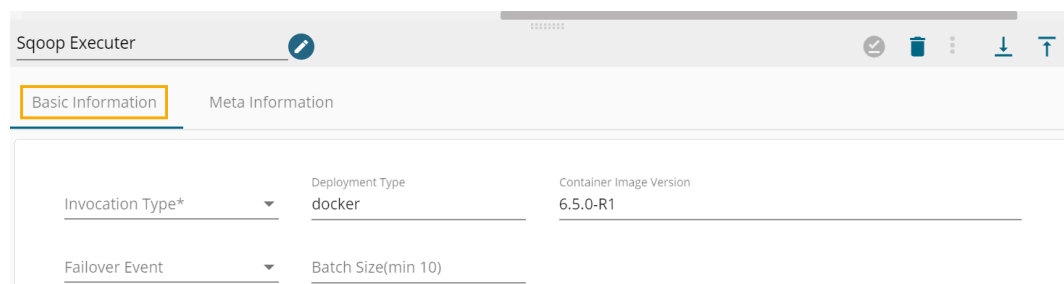 Sqoop Executer
Basic Information Meta Information
Deployment Type Container Image Version
Invocation Type* docker 6.5.0-R1
Failover Event Batch Size(min 10)